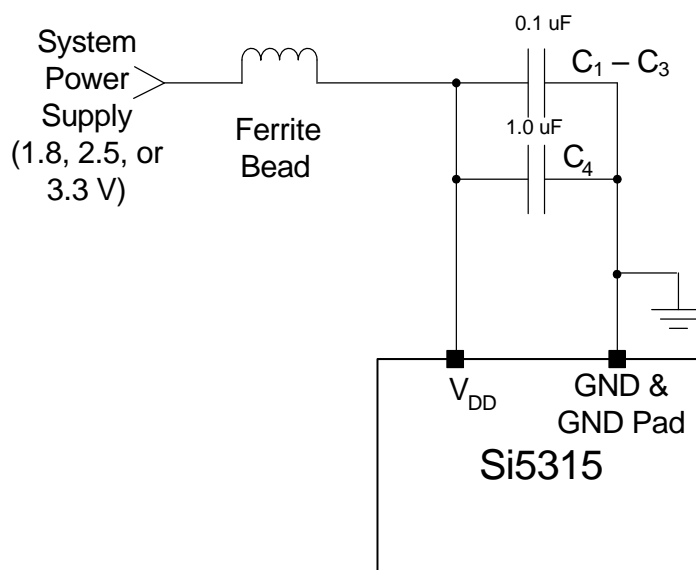 System
Power
Supply
(1.8, 2.5, or
3.3 V)
Ferrite
Bead
0.1 uF
C1 – C3
1.0 uF
C4
VDD
GND &
GND Pad
Si5315